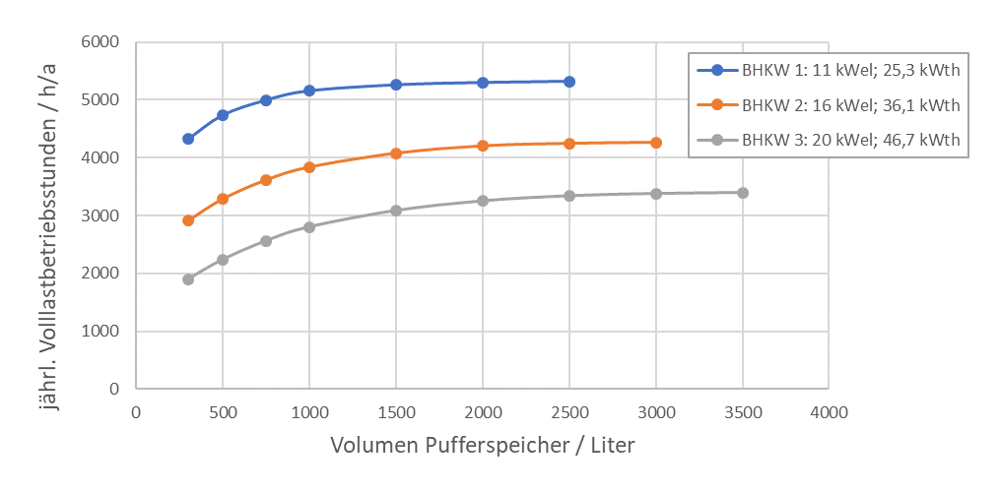 jährl. Volllastbetriebsstunden / h/a
6000
5000
4000
3000
2000
1000
0
BHKW 1: 11 kWel; 25,3 kWth
BHKW 2: 16 kWel; 36,1 kWth
BHKW 3: 20 kWel; 46,7 kWth
0 500 1000 1500 2000 2500 3000 3500 4000
Volumen Pufferspeicher / Liter